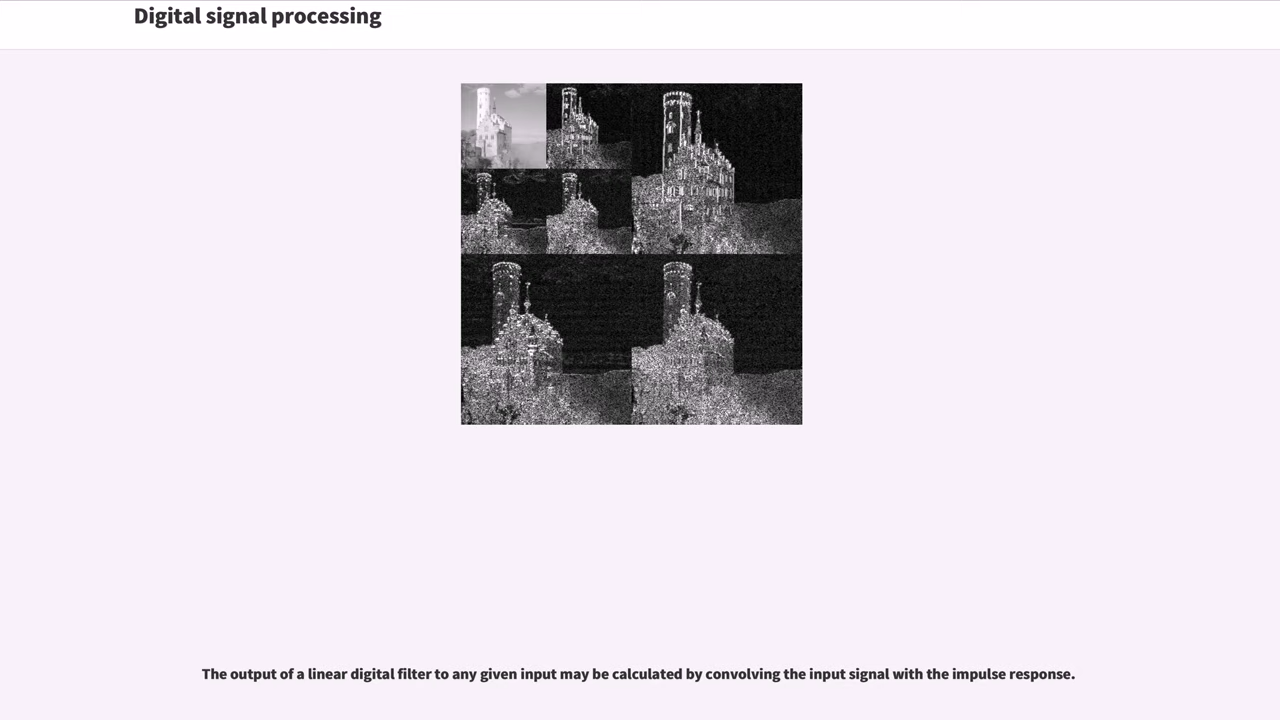 Digital signal processing
The output of a linear digital filter to any given input may be calculated by convolving the input signal with the impulse response.